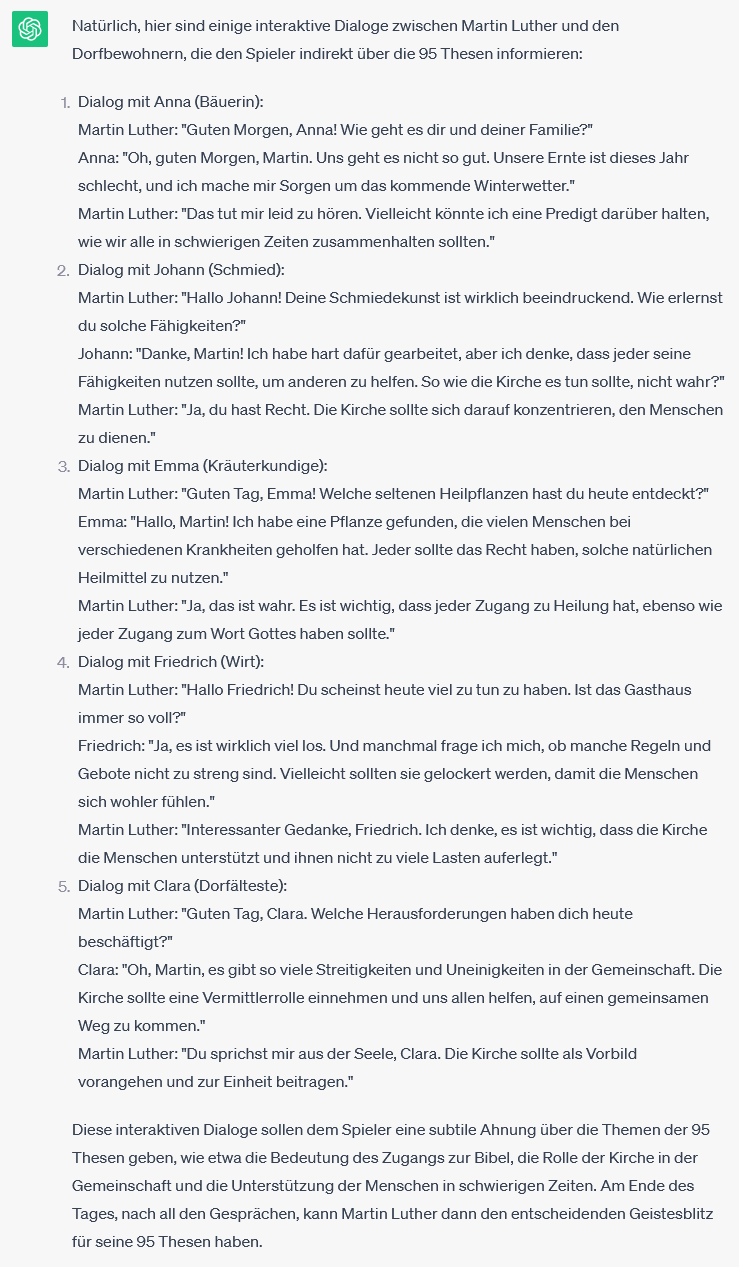 Natürlich, hier sind einige interaktive Dialoge zwischen Martin Luther und den
Dorfbewohnern, die den Spieler indirekt über die 95 Thesen informieren:
1. Dialog mit Anna (Bäuerin):
Martin Luther: "Guten Morgen, Anna! Wie geht es dir und deiner Familie?"
Anna: "Oh, guten Morgen, Martin. Uns geht es nicht so gut. Unsere Ernte ist dieses Jahr
schlecht, und ich mache mir Sorgen um das kommende Winterwetter."
Martin Luther: "Das tut mir leid zu hören. Vielleicht könnte ich eine Predigt darüber halten,
wie wir alle in schwierigen Zeiten zusammenhalten sollten."
2. Dialog mit Johann (Schmied):
Martin Luther: "Hallo Johann! Deine Schmiedekunst ist wirklich beeindruckend. Wie erlernst
du solche Fähigkeiten?"
Johann: "Danke, Martin! Ich habe hart dafür gearbeitet, aber ich denke, dass jeder seine
Fähigkeiten nutzen sollte, um anderen zu helfen. So wie die Kirche es tun sollte, nicht wahr?"
Martin Luther: "Ja, du hast Recht. Die Kirche sollte sich darauf konzentrieren, den Menschen
zu dienen."
3. Dialog mit Emma (Kräuterkundige):
Martin Luther: "Guten Tag, Emma! Welche seltenen Heilpflanzen hast du heute entdeckt?"
Emma: "Hallo, Martin! Ich habe eine Pflanze gefunden, die vielen Menschen bei
verschiedenen Krankheiten geholfen hat. Jeder sollte das Recht haben, solche natürlichen
Heilmittel zu nutzen."
Martin Luther: "Ja, das ist wahr. Es ist wichtig, dass jeder Zugang zu Heilung hat, ebenso wie
jeder Zugang zum Wort Gottes haben sollte."
4. Dialog mit Friedrich (Wirt):
Martin Luther: "Hallo Friedrich! Du scheinst heute viel zu tun zu haben. Ist das Gasthaus
immer so voll?"
Friedrich: "Ja, es ist wirklich viel los. Und manchmal frage ich mich, ob manche Regeln und
Gebote nicht zu streng sind. Vielleicht sollten sie gelockert werden, damit die Menschen
sich wohler fühlen."
Martin Luther: "Interessanter Gedanke, Friedrich. Ich denke, es ist wichtig, dass die Kirche
die Menschen unterstützt und ihnen nicht zu viele Lasten auferlegt."
5. Dialog mit Clara (Dorfälteste):
Martin Luther: "Guten Tag, Clara. Welche Herausforderungen haben dich heute
beschäftigt?"
Clara: "Oh, Martin, es gibt so viele Streitigkeiten und Uneinigkeiten in der Gemeinschaft. Die
Kirche sollte eine Vermittlerrolle einnehmen und uns allen helfen, auf einen gemeinsamen
Weg zu kommen."
Martin Luther: "Du sprichst mir aus der Seele, Clara. Die Kirche sollte als Vorbild
vorangehen und zur Einheit beitragen."
Diese interaktiven Dialoge sollen dem Spieler eine subtile Ahnung über die Themen der 95
Thesen geben, wie etwa die Bedeutung des Zugangs zur Bibel, die Rolle der Kirche in der
Gemeinschaft und die Unterstützung der Menschen in schwierigen Zeiten. Am Ende des
Tages, nach all den Gesprächen, kann Martin Luther dann den entscheidenden Geistesblitz
für seine 95 Thesen haben.